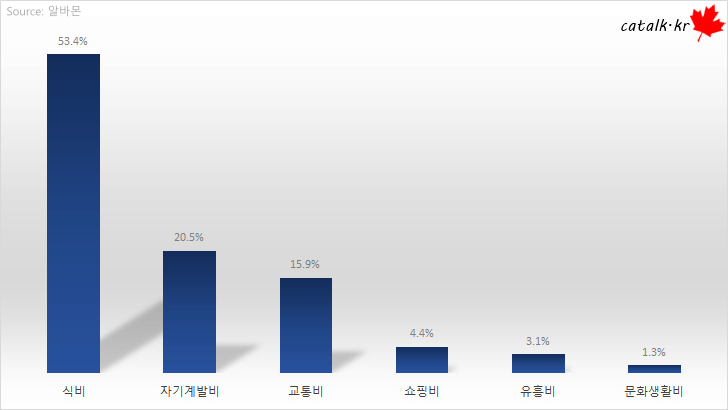 Source: 알바몬
catalk·kr
53.4%
20.5%
15.9%
4.4%
3.1%
1.3%
식비
자기계발비
교통비
쇼핑비
유흥비
문화생활비